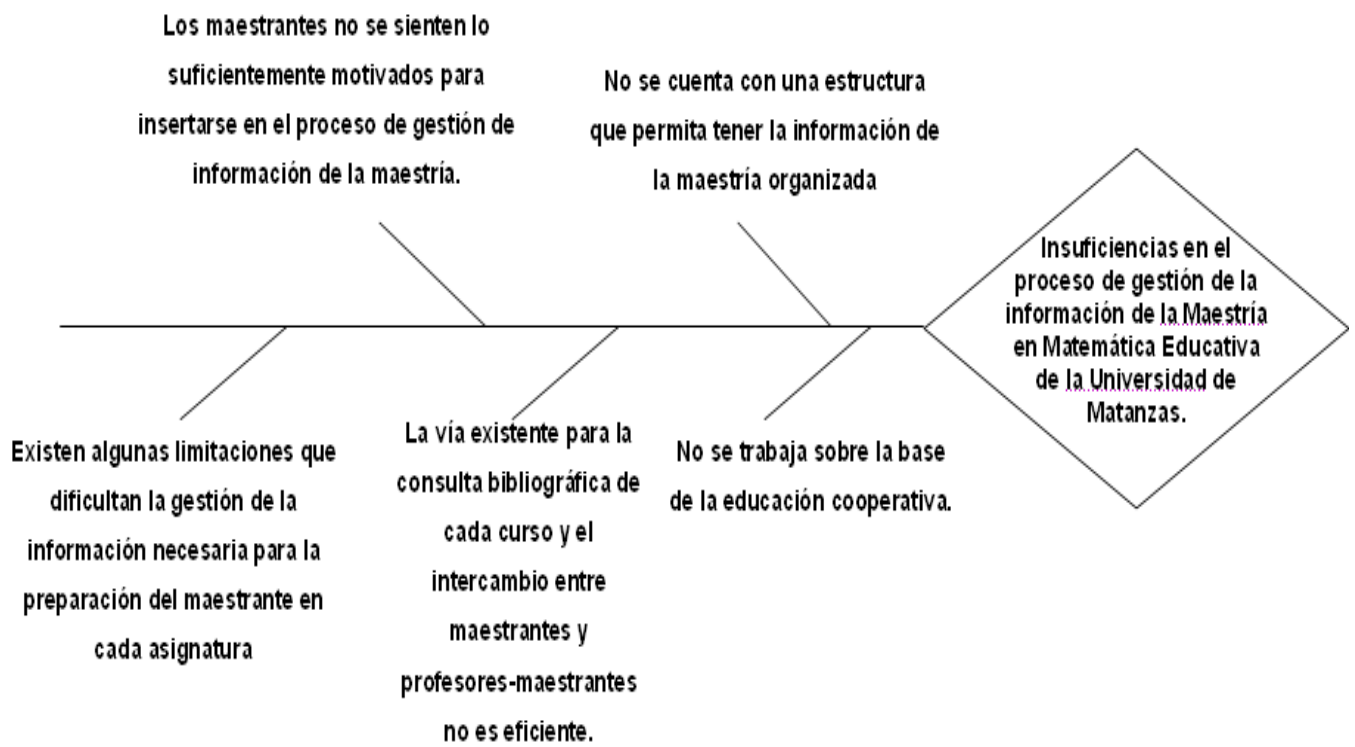 Los maestrantes no se sienten lo
suficientemente motivados para
insertarse en el proceso de gestión de
información de la maestría.
No se cuenta con una estructura
que permita tener la información de
la maestría organizada
Insuficiencias en el
proceso de gestión de la
información de la Maestría
en Matemática Educativa
de la Universidad de
Matanzas.
Existen algunas limitaciones que
dificultan la gestión de la
información necesaria para la
preparación del maestrante en
cada asignatura
La vía existente para la
consulta bibliográfica de
cada curso y el
intercambio entre
maestrantes y
profesores-maestrantes
no es eficiente.
No se trabaja sobre la base
de la educación cooperativa.